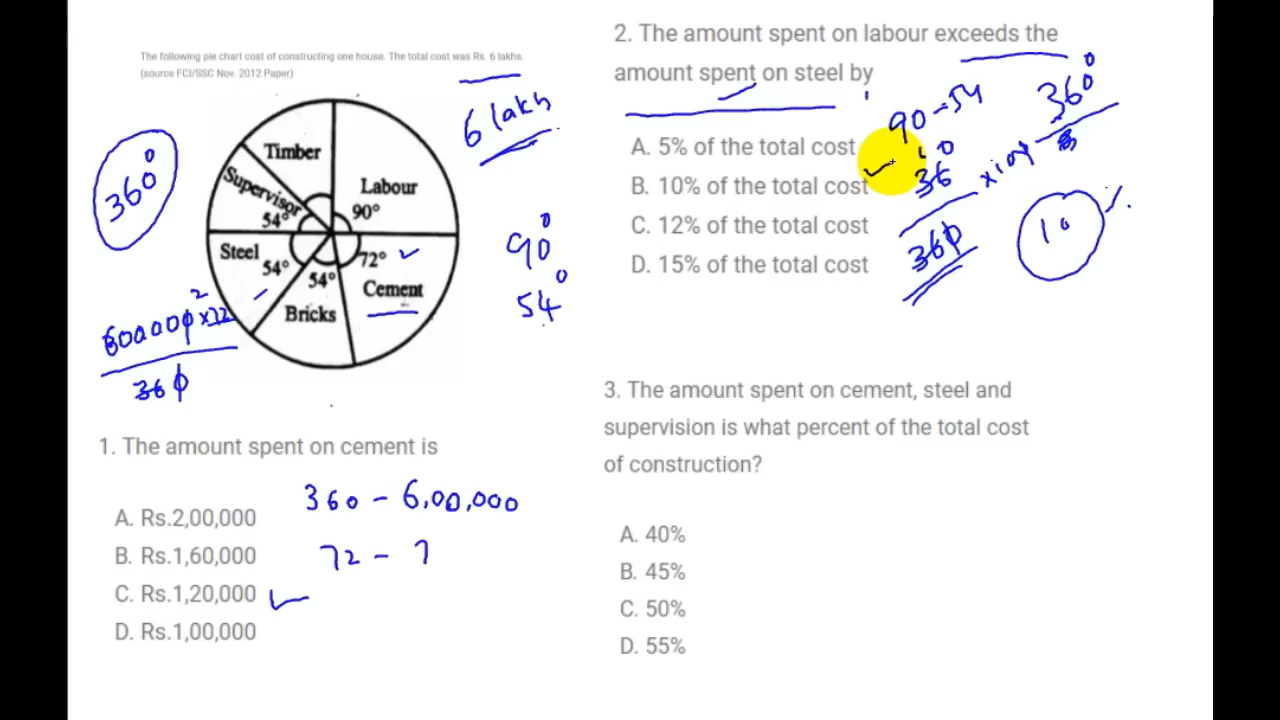 The following pie chart cost of constructing one house. The total cost was Rs. 6 lakhs.
(source FCI/SSC Nov. 2012 Paper)
6 lakh
360°
Timber
Supervisor
54°
Labour
90°
Steel
54°
54°
Bricks
72°
Cement
90°
54°
600000 × 72
2
360
1. The amount spent on cement is
A. Rs.2,00,000
B. Rs.1,60,000
C. Rs.1,20,000
D. Rs.1,00,000
360 - 6,00,000
72 - ?
2. The amount spent on labour exceeds the
amount spent on steel by
A. 5% of the total cost
B. 10% of the total cost
C. 12% of the total cost
D. 15% of the total cost
90 - 54
360°
36
360
10 %
3. The amount spent on cement, steel and
supervision is what percent of the total cost
of construction?
A. 40%
B. 45%
C. 50%
D. 55%